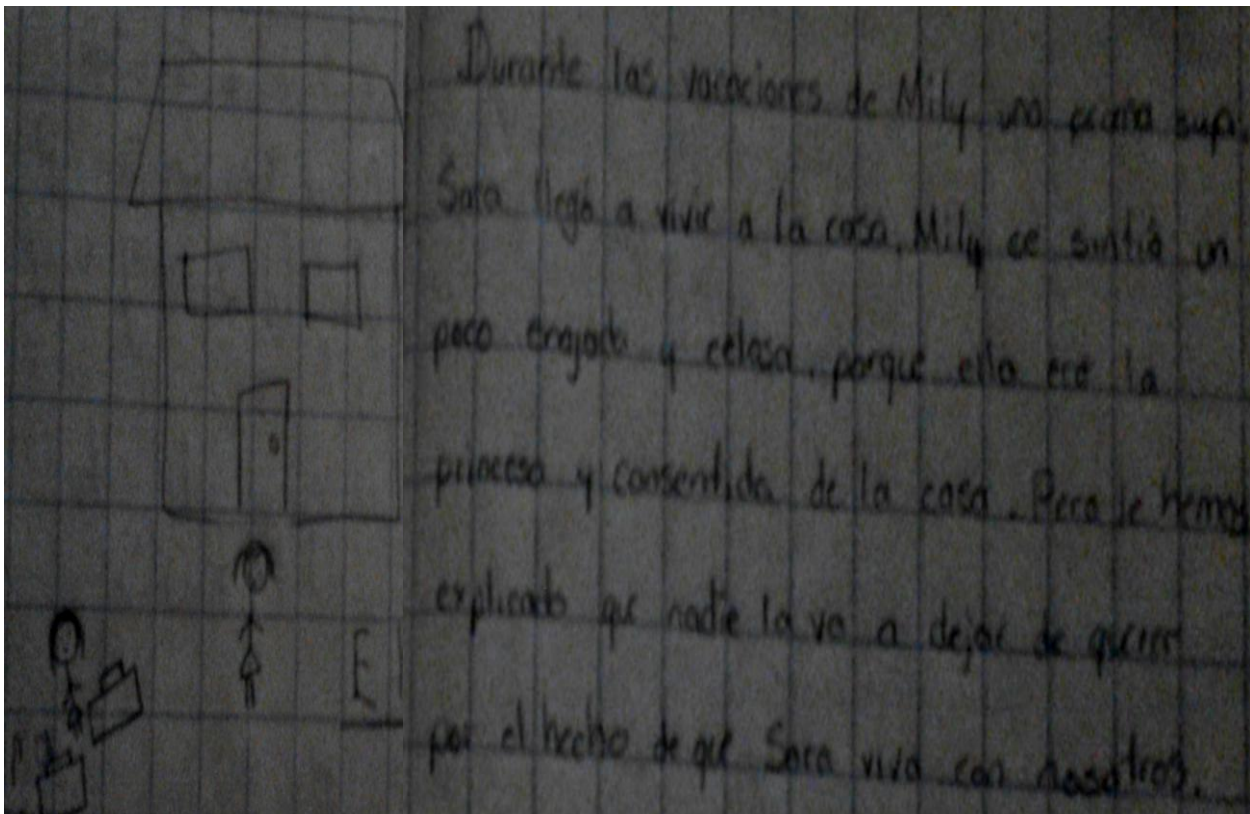 Durante las vacaciones de Mily, una prima
Sara llegó a vivir a la casa. Mily se sintió un
poco enojada y celosa, porque ella era la
princesa y consentida de la casa. Pero le hemos
explicado que nadie la va a dejar de querer
por el hecho de que Sara viva con nosotros.
E